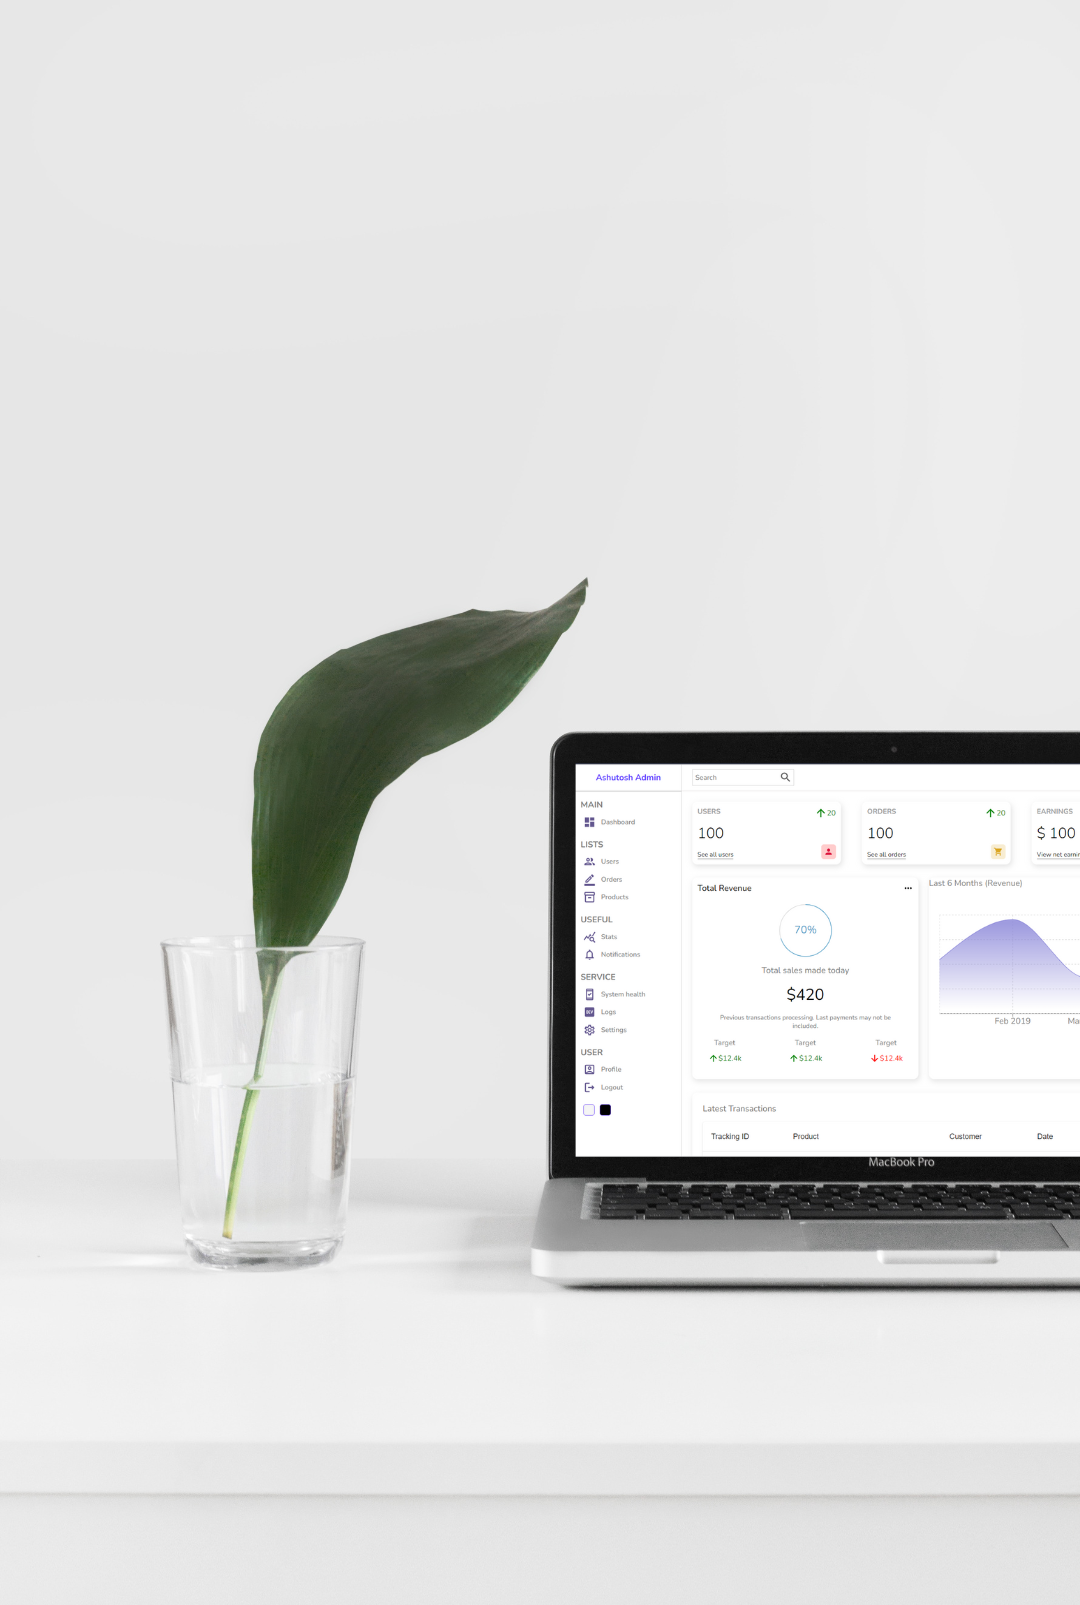 Ashutosh Admin
Search
MAIN
Dashboard
LISTS
Users
Orders
Products
USEFUL
Stats
Notifications
SERVICE
System health
Logs
Settings
USER
Profile
Logout
USERS
20
100
See all users
ORDERS
20
100
See all orders
EARNINGS
$ 100
View net
Total Revenue
70%
Total sales made today
$420
Previous transactions processing. Last payments may not be
included.
Target
Target
Target
$12.4k
$12.4k
$12.4k
Last 6 Months (Revenue)
Feb 2019
Ma
Latest Transactions
Tracking ID
Product
Customer
Date
MacBook Pro